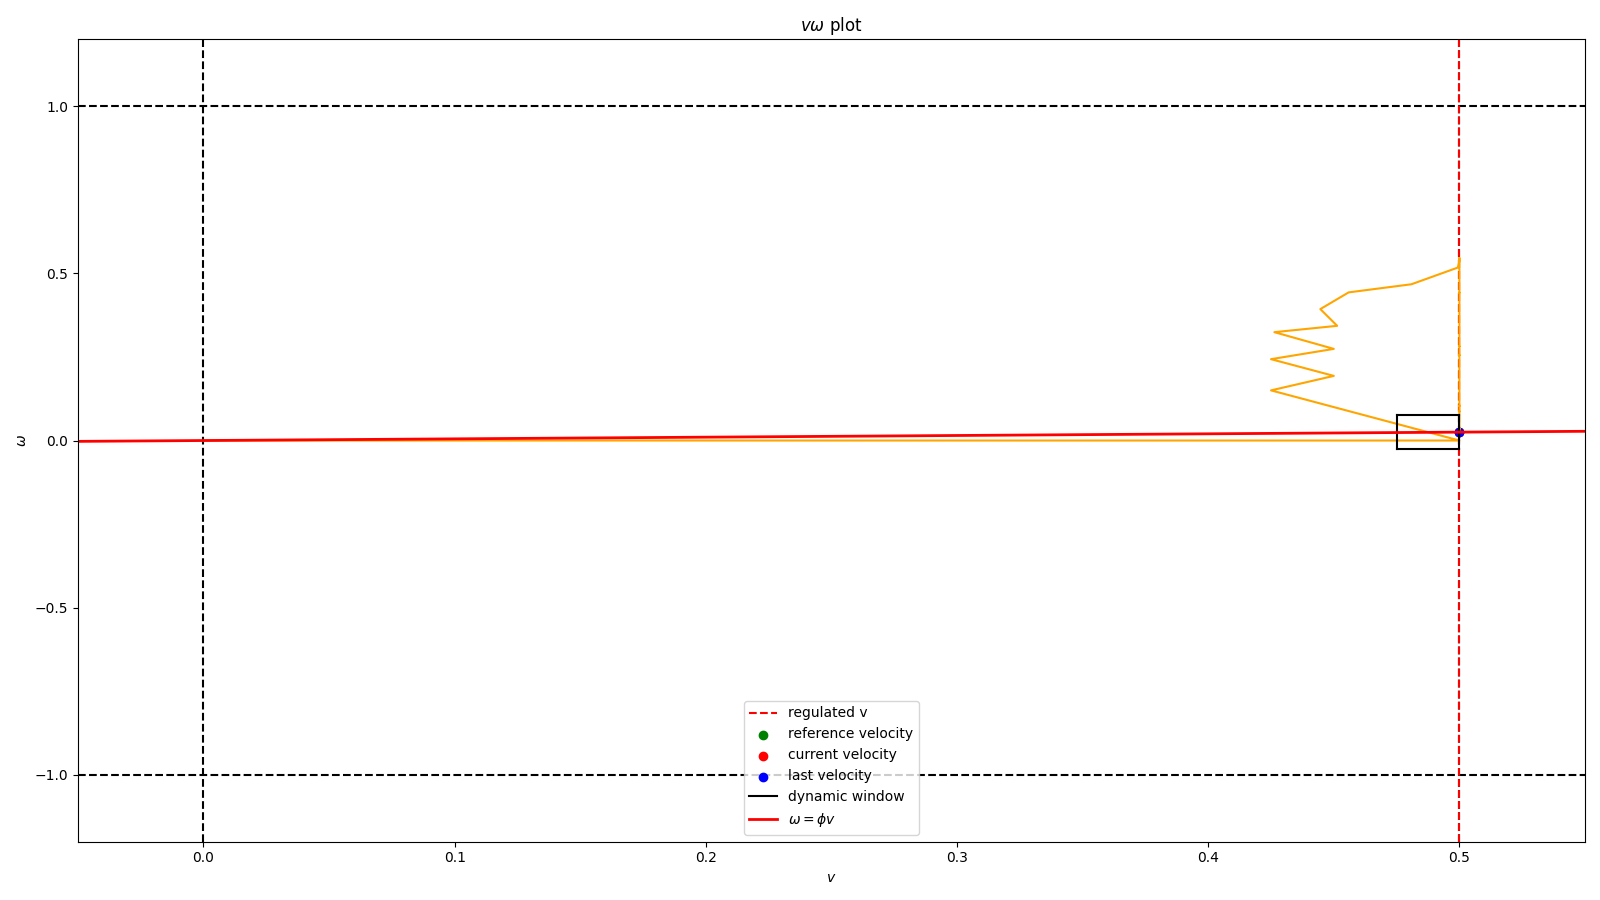 vω plot
1.0
0.5
0.0
−0.5
−1.0
ω
0.0 0.1 0.2 0.3 0.4 0.5
v
regulated v
reference velocity
current velocity
last velocity
dynamic window
ω = ϕv